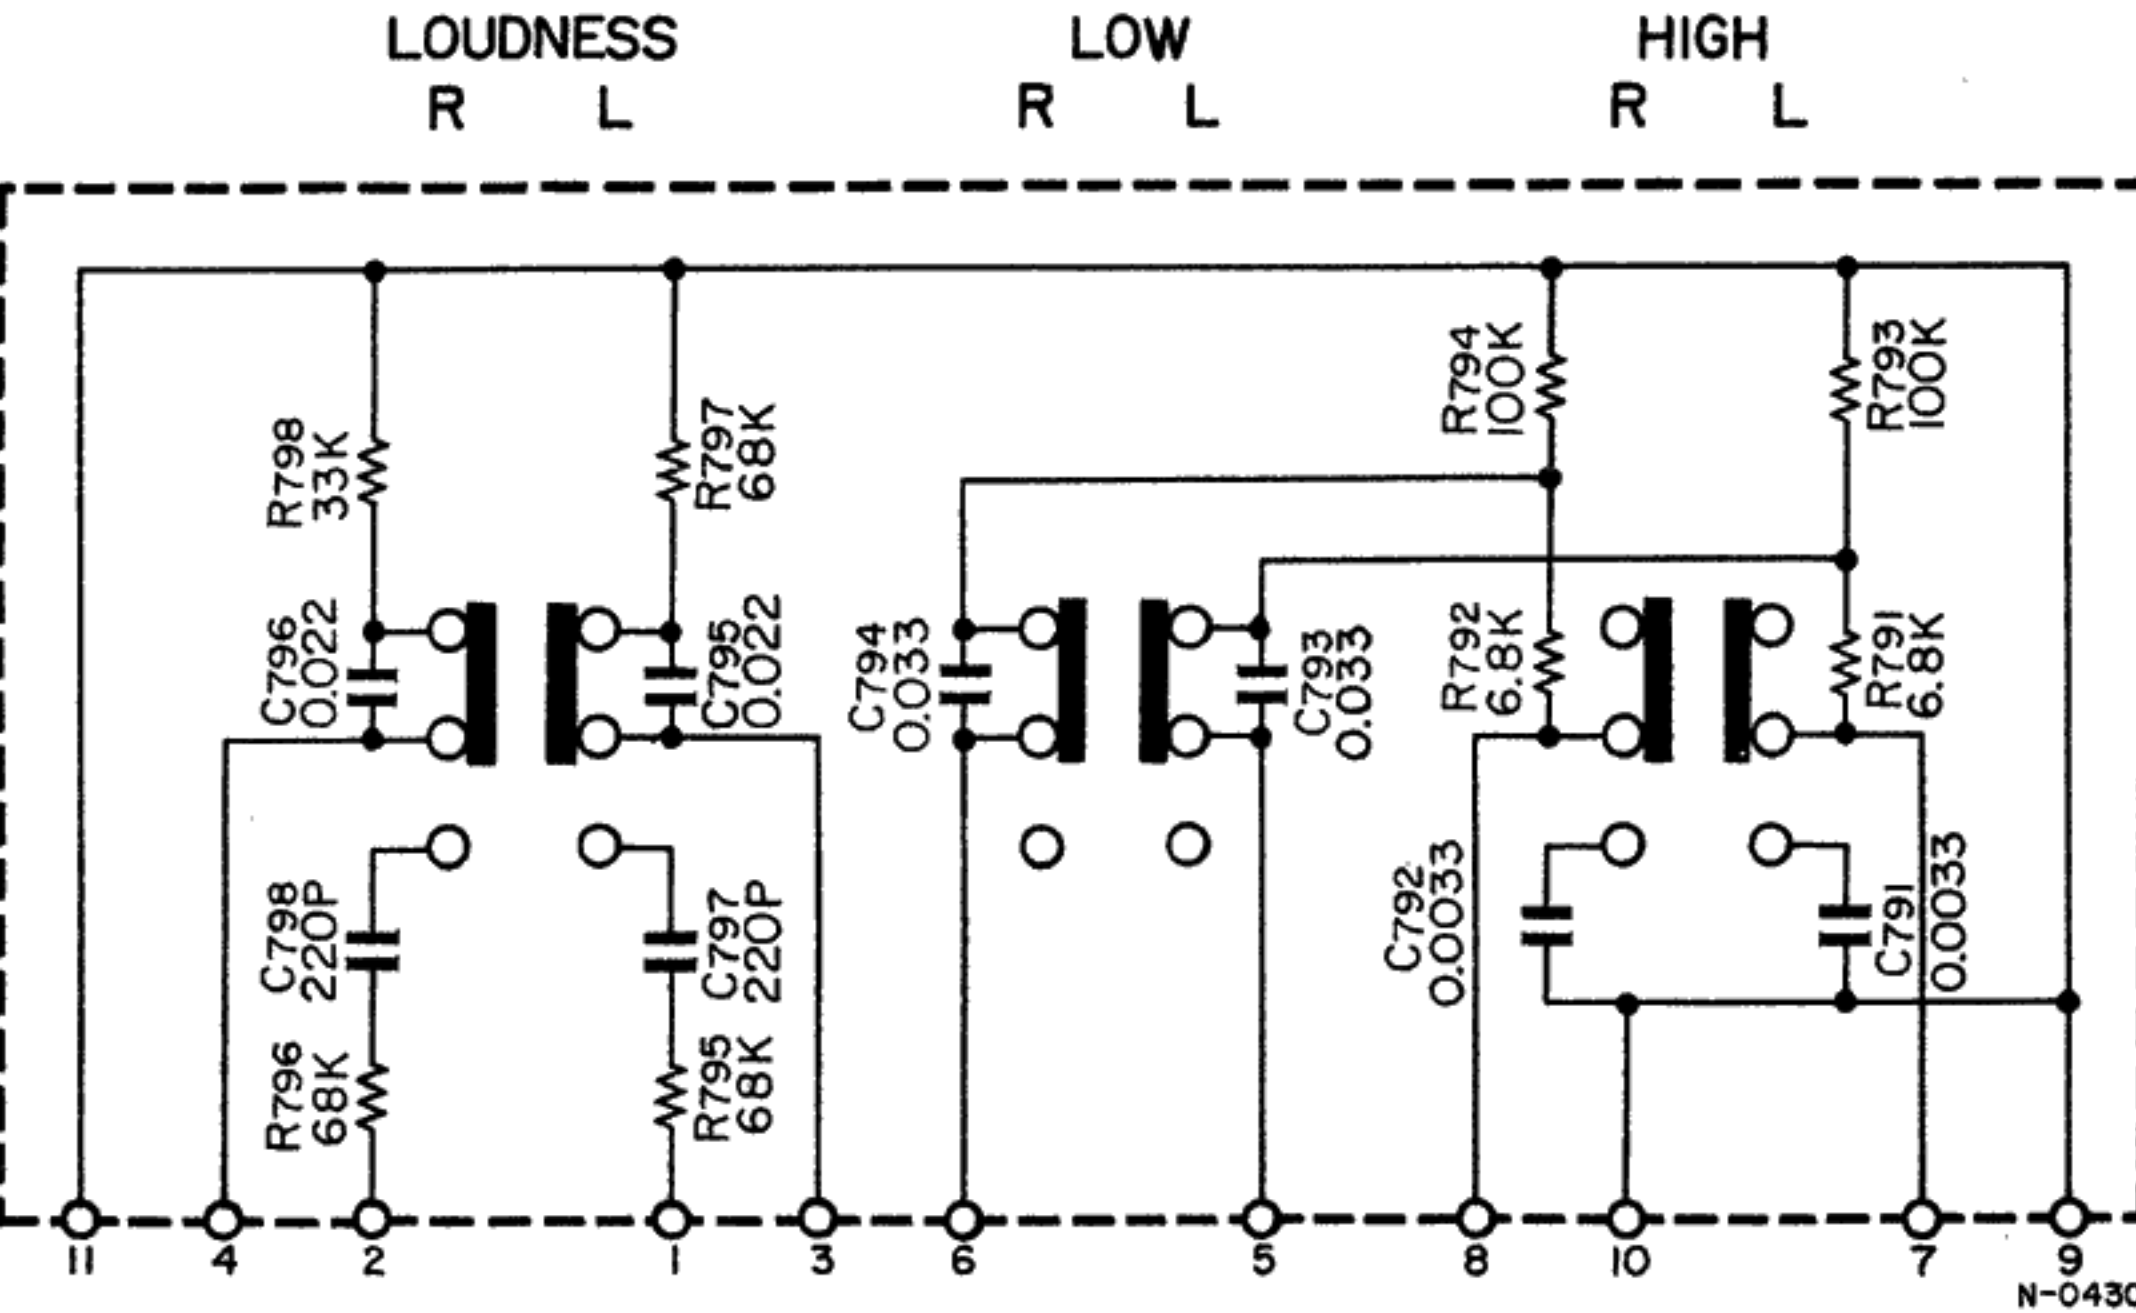 LOUDNESS
LOW
HIGH
R L
R L
R L
R798
33K
R797
68K
R794
100K
R793
100K
C796
0.022
C795
0.022
C794
0.033
C793
0.033
R792
6.8K
R791
6.8K
C798
220P
C797
220P
C792
0.0033
C791
0.0033
R796
68K
R795
68K
11 4 2 1 3 6 5 8 10 7 9
N-0430